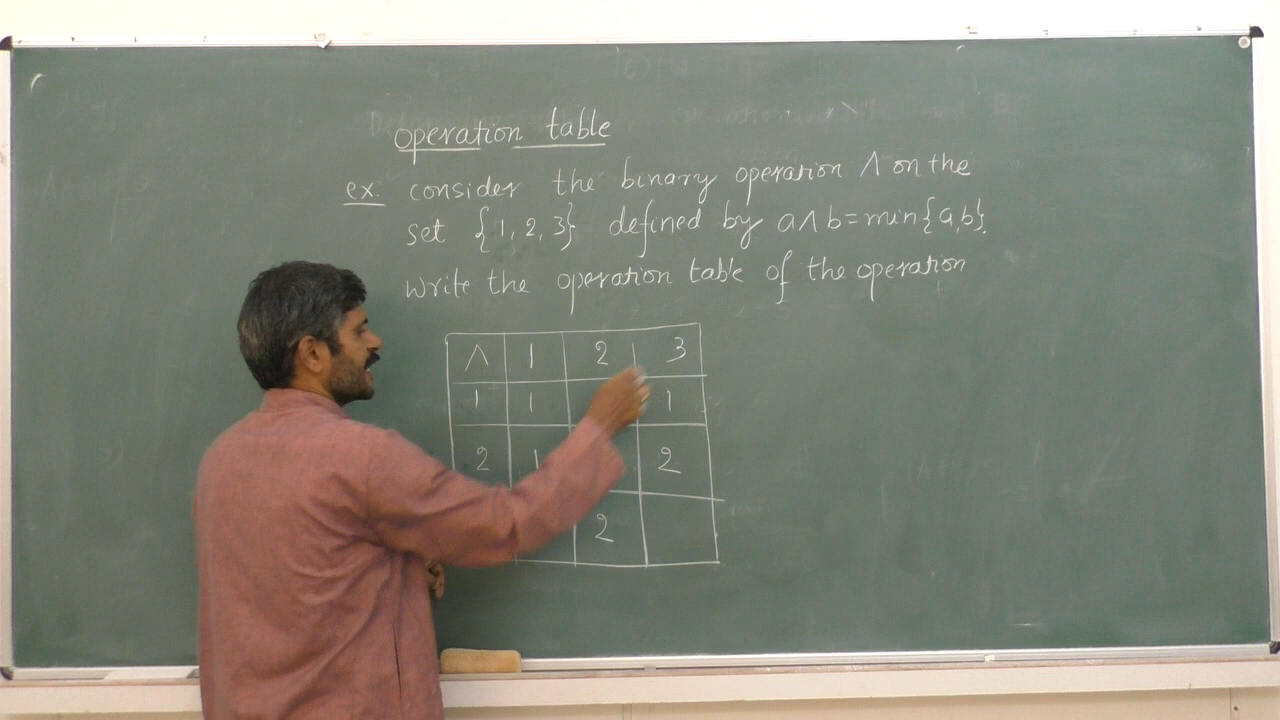 operation table
ex. consider the binary operation ∧ on the
set {1, 2, 3} defined by a∧b=min{a,b}.
write the operation table of the operation
∧ 1 2 3
1 1 1
2 1 2
2